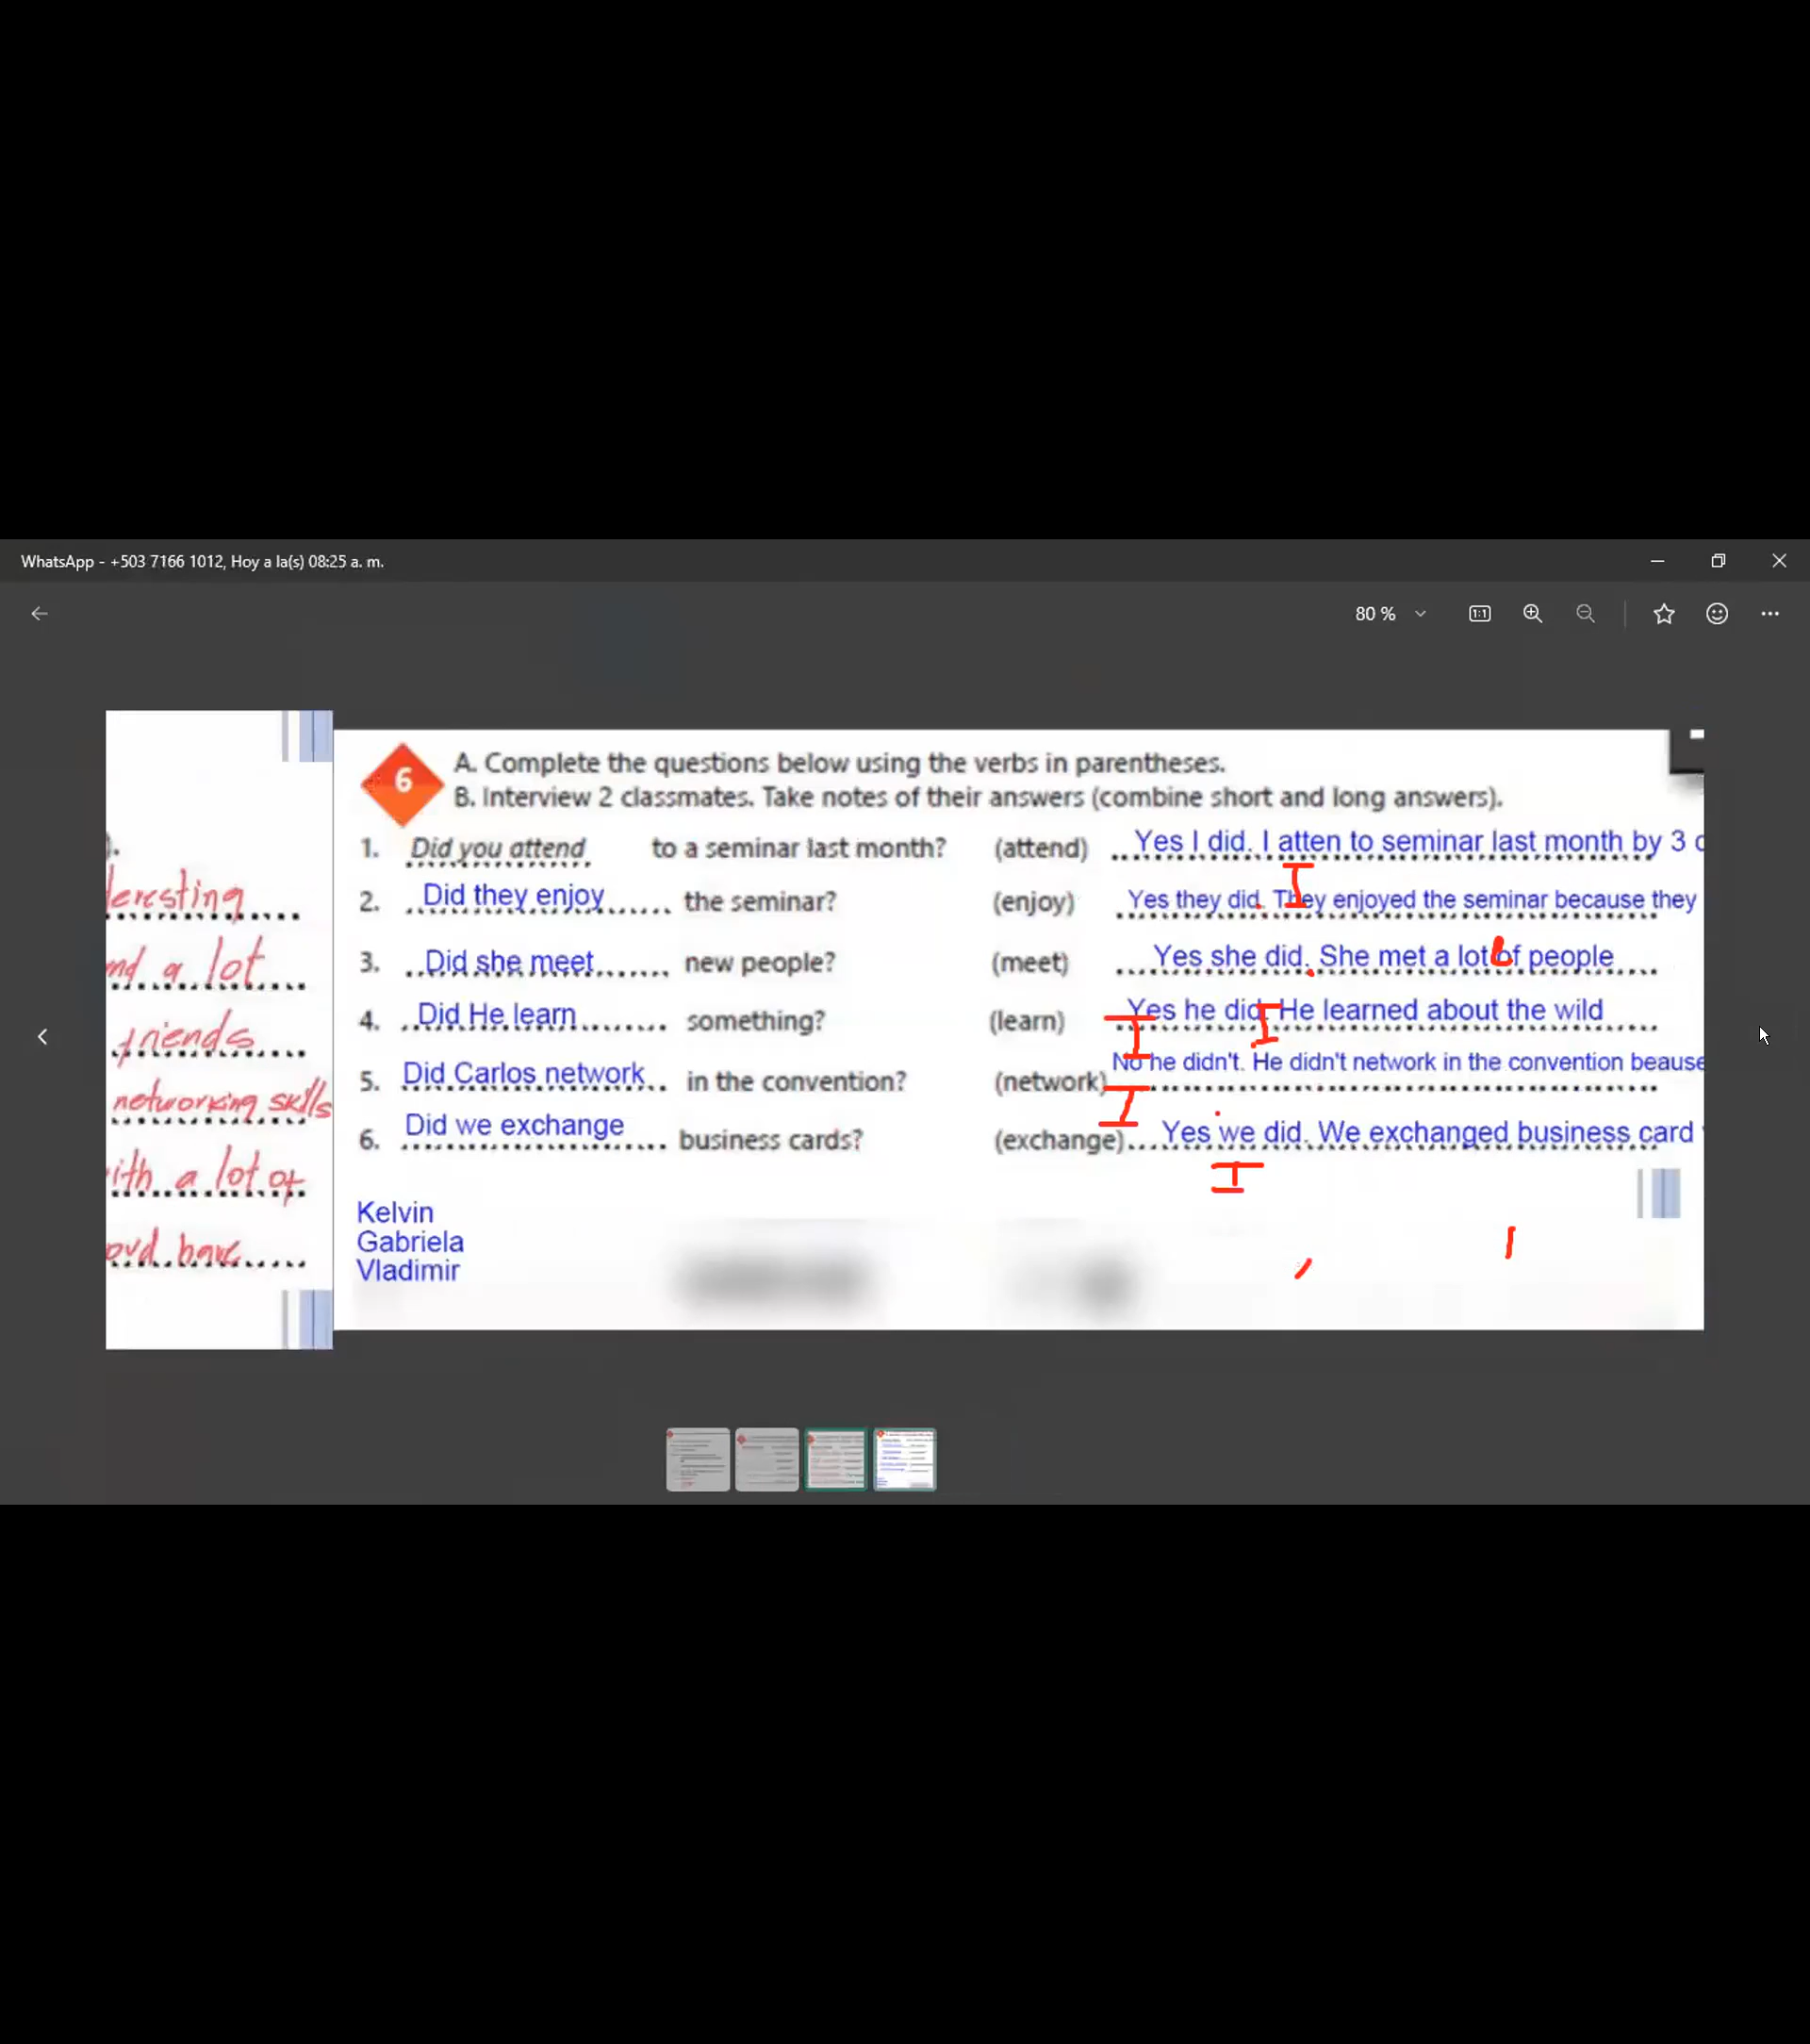 WhatsApp - +503 7166 1012, Hoy a la(s) 08:25 a. m.
80 %
1:1
6
A. Complete the questions below using the verbs in parentheses.
B. Interview 2 classmates. Take notes of their answers (combine short and long answers).
1. Did you attend to a seminar last month? (attend) Yes I did. I atten to seminar last month by 3
2. Did they enjoy the seminar? (enjoy) Yes they did. They enjoyed the seminar because they
3. Did she meet new people? (meet) Yes she did. She met a lot of people
4. Did He learn something? (learn) Yes he did. He learned about the wild
5. Did Carlos network in the convention? (network) No he didn't. He didn't network in the convention beause
6. Did we exchange business cards? (exchange) Yes we did. We exchanged business card
Kelvin
Gabriela
Vladimir
eresting
nd a lot
friends
networking skills
ith a lot of